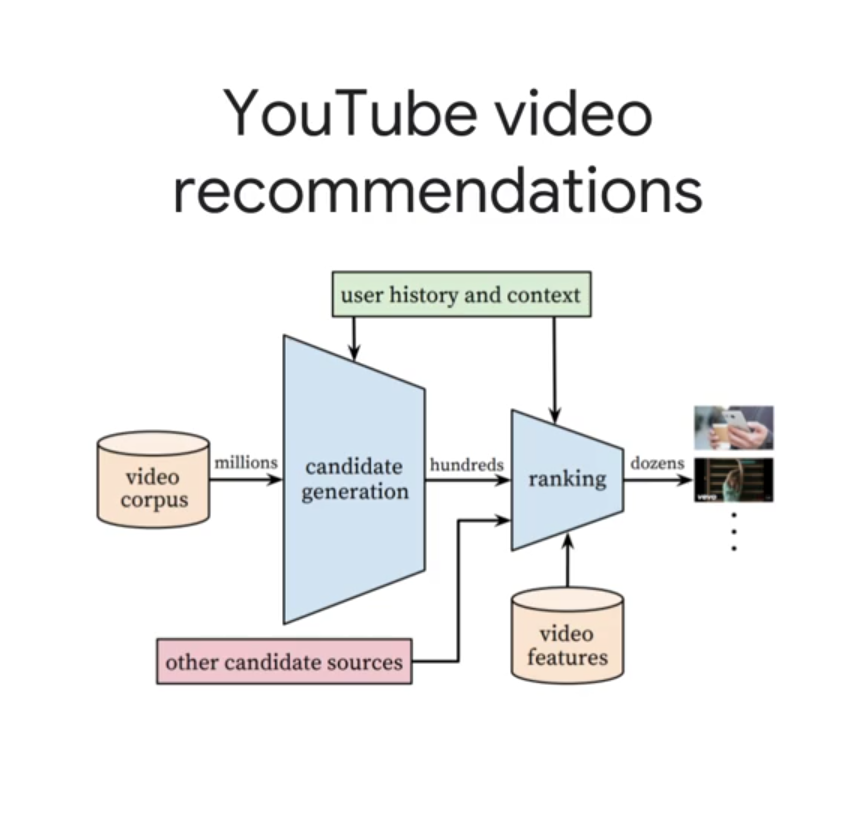 YouTube video
recommendations
user history and context
video
corpus
millions
candidate
generation
hundreds
ranking
dozens
vevo
other candidate sources
video
features